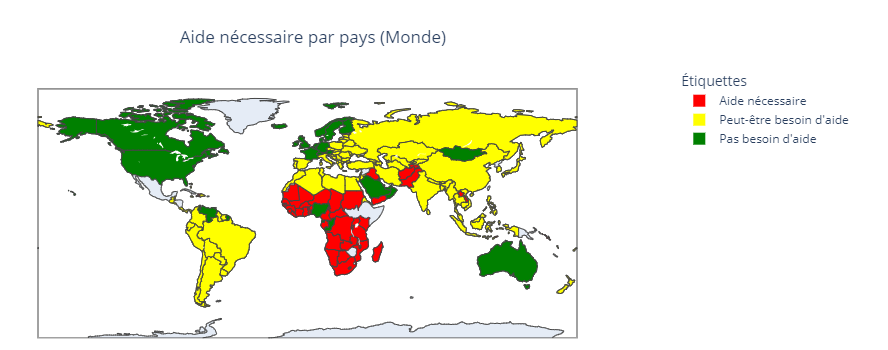 Aide nécessaire par pays (Monde)
Étiquettes
Aide nécessaire
Peut-être besoin d'aide
Pas besoin d'aide